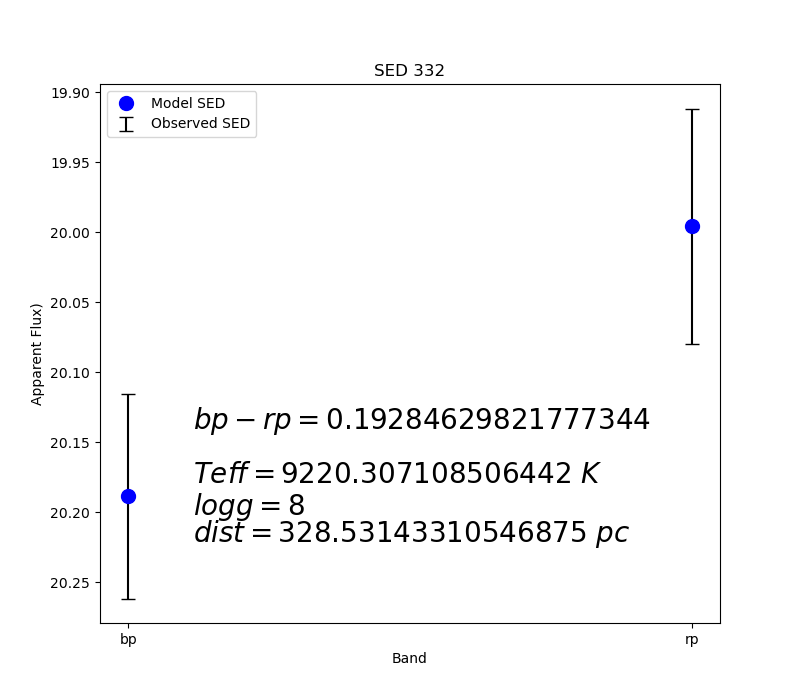 SED 332
Model SED
Observed SED
19.90
19.95
20.00
20.05
20.10
20.15
20.20
20.25
Apparent Flux)
bp − rp = 0.19284629821777344
Teff = 9220.307108506442 K
logg = 8
dist = 328.53143310546875 pc
bp
rp
Band